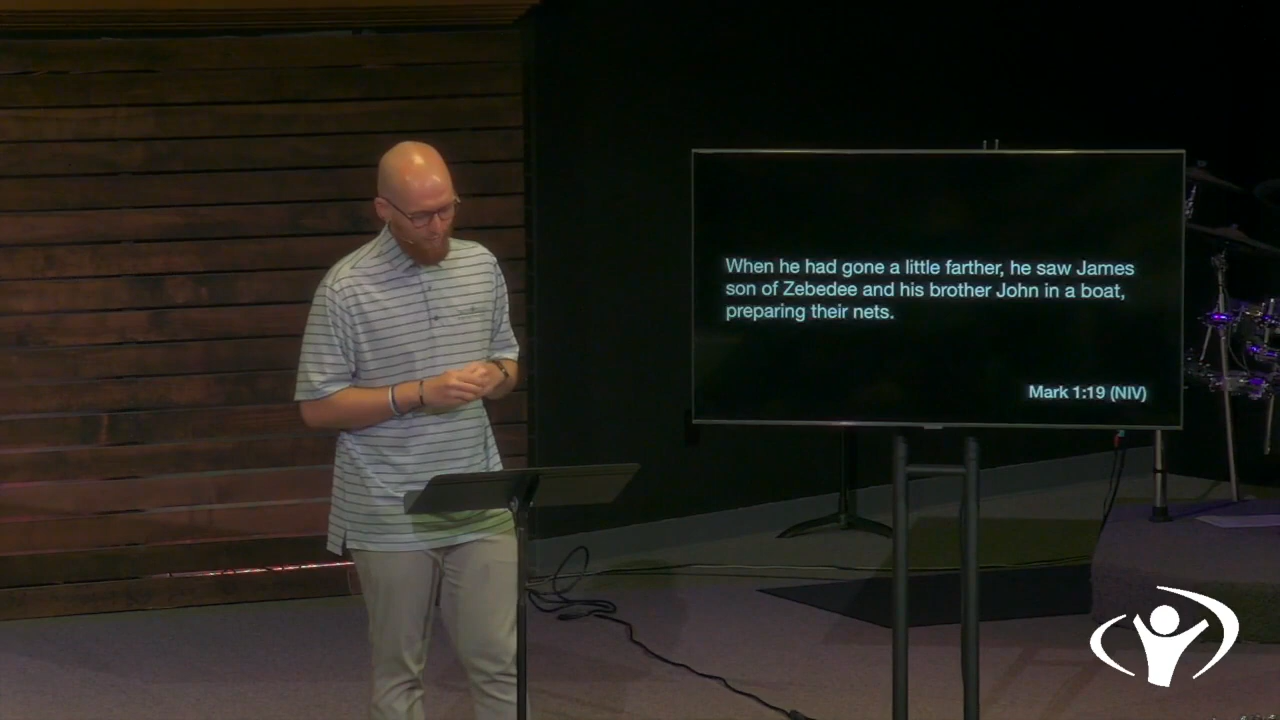 When he had gone a little farther, he saw James
son of Zebedee and his brother John in a boat,
preparing their nets.
Mark 1:19 (NIV)